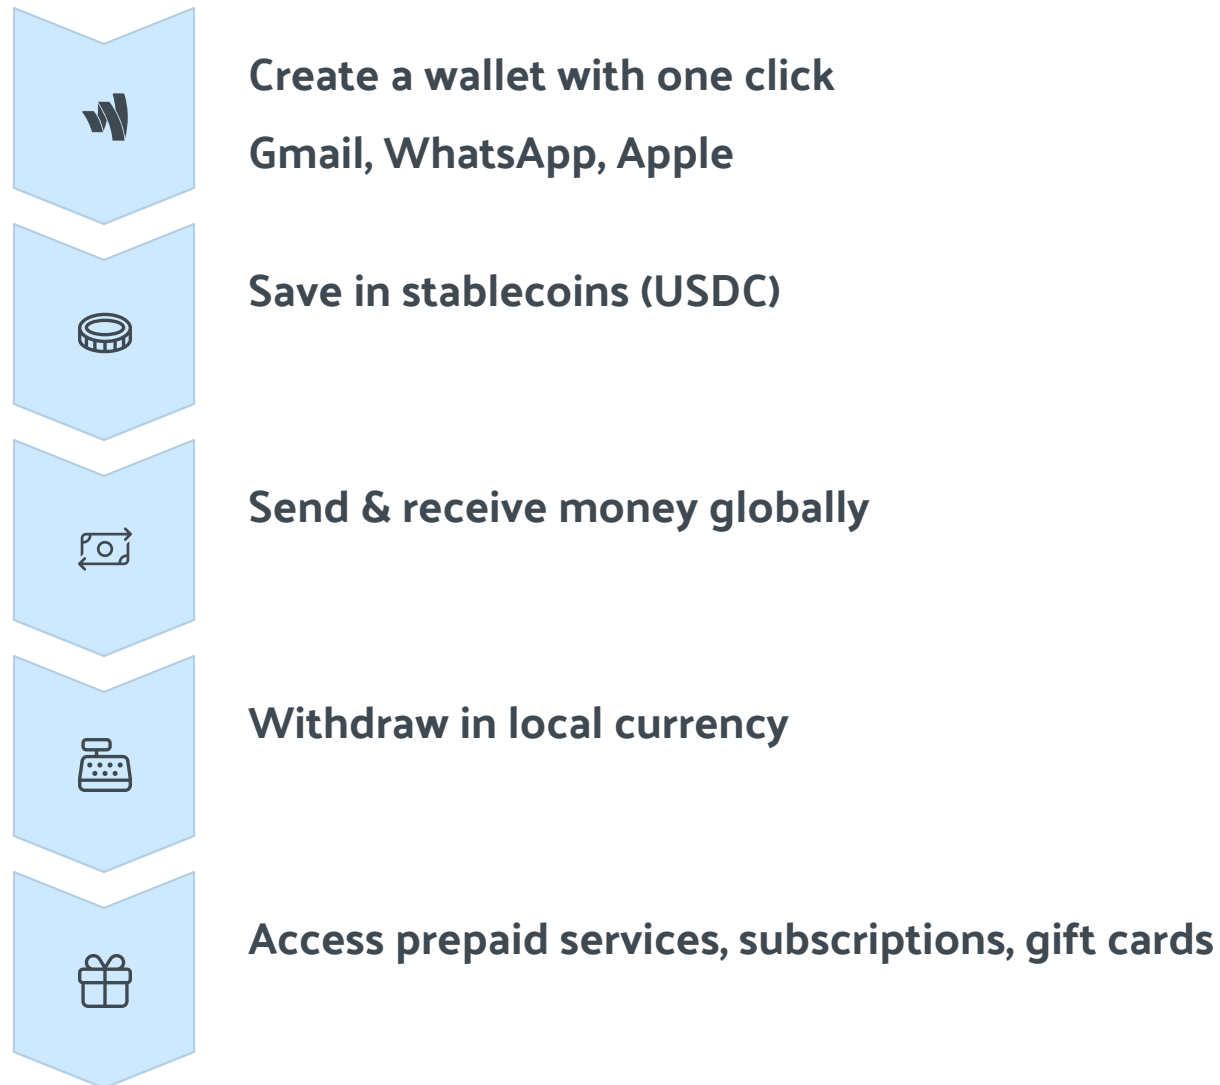 Create a wallet with one click
Gmail, WhatsApp, Apple
Save in stablecoins (USDC)
Send & receive money globally
Withdraw in local currency
Access prepaid services, subscriptions, gift cards